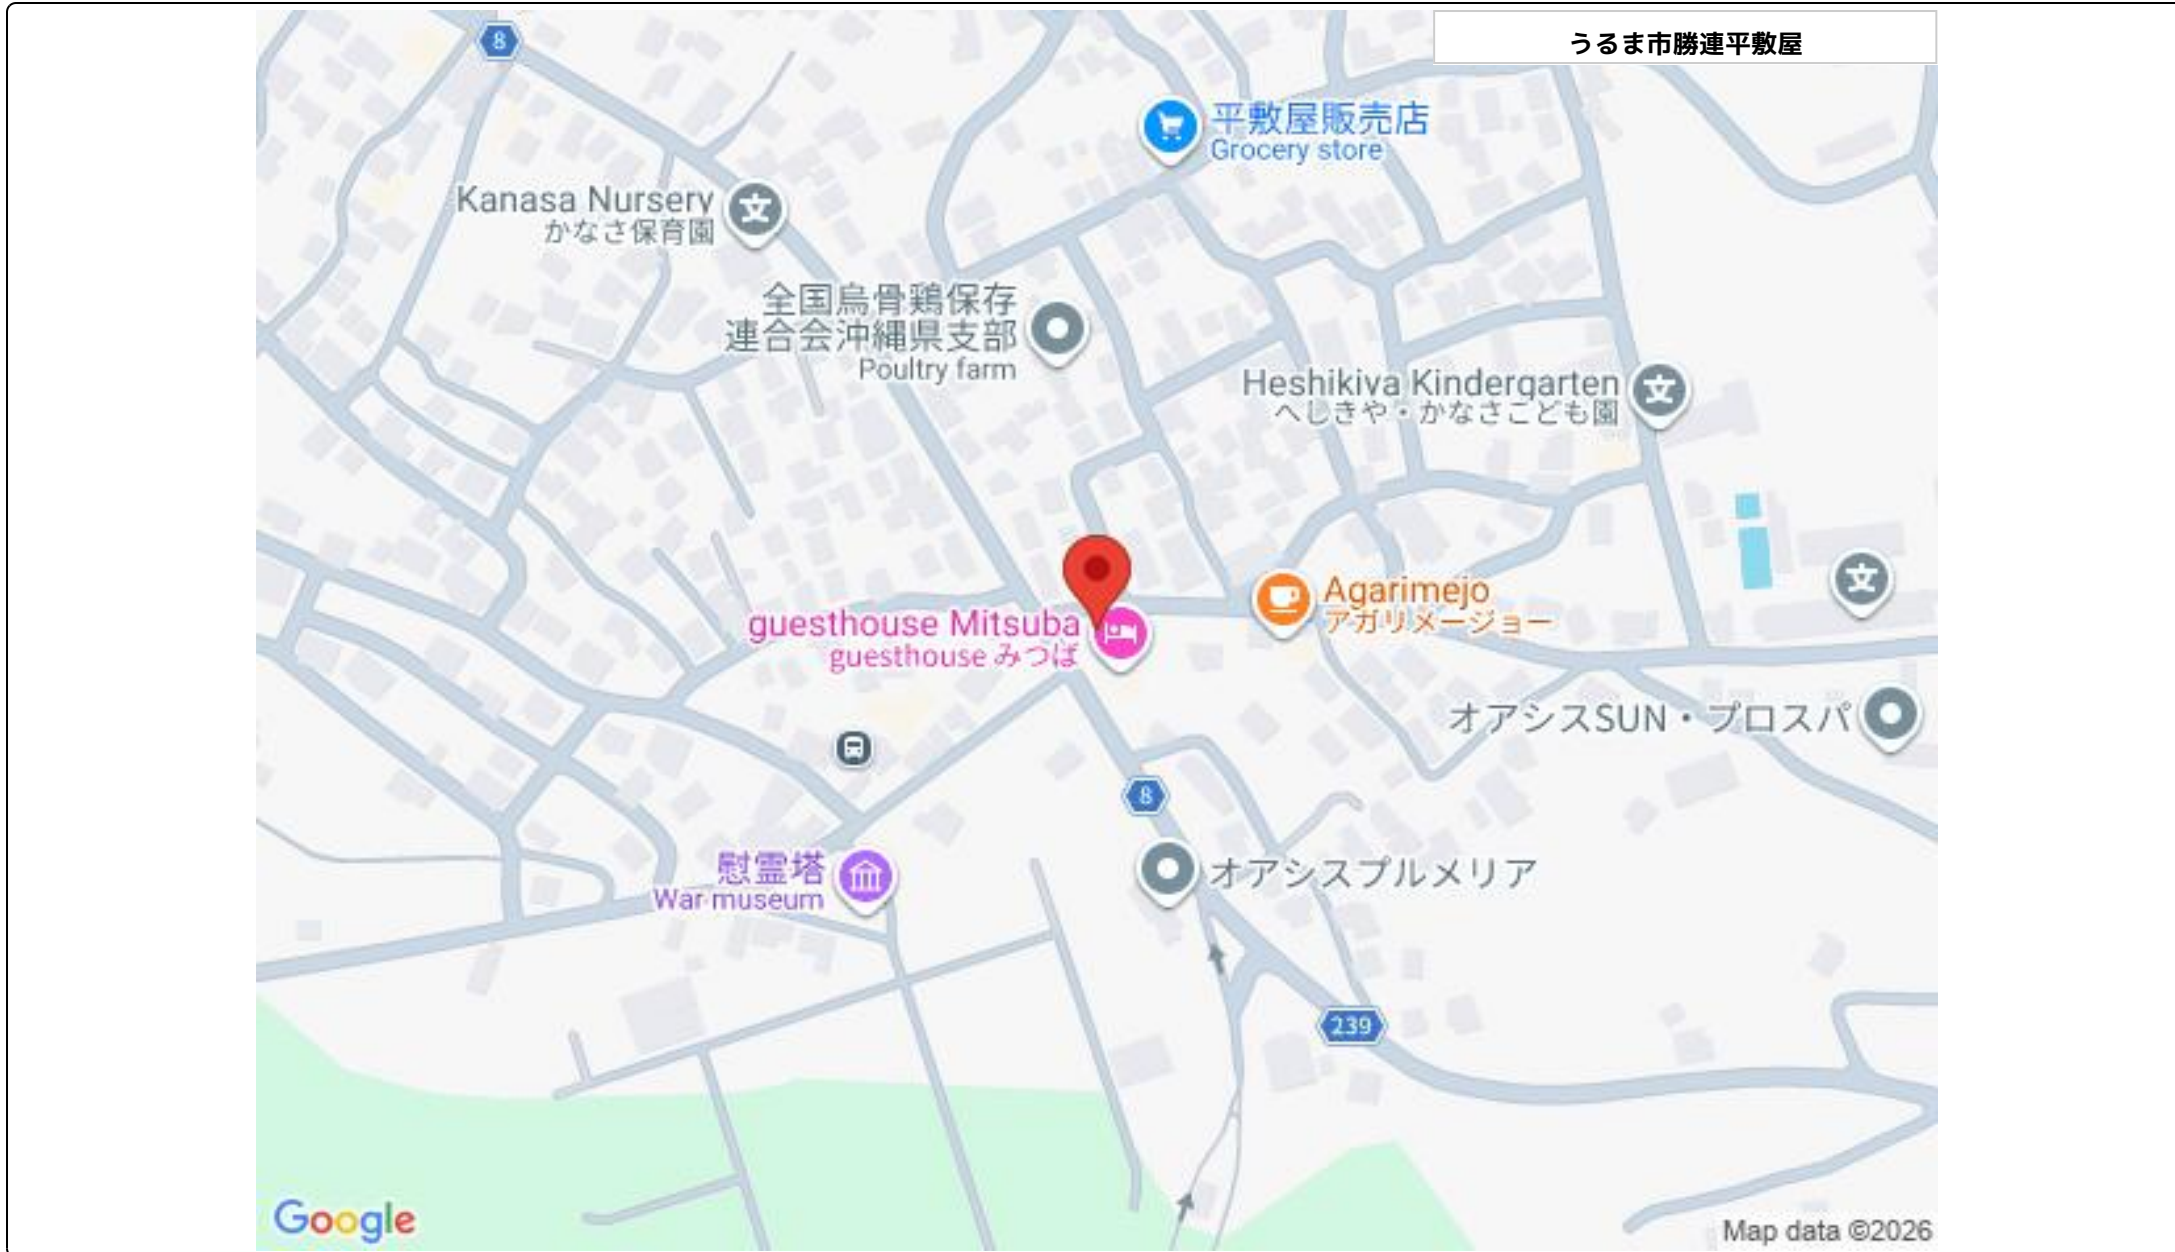 8
うるま市勝連平敷屋
平敷屋販売店
Grocery store
Kanasa Nursery
かなさ保育園
全国烏骨鶏保存
連合会沖縄県支部
Poultry farm
Heshikiya Kindergarten
へしきや・かなさこども園
文
文
文
guesthouse Mitsuba
guesthouse みつば
Agarimejo
アガリメージョー
オアシスSUN・プロスパ
8
慰霊塔
War museum
オアシスプルメリア
239
Google
Map data ©2026